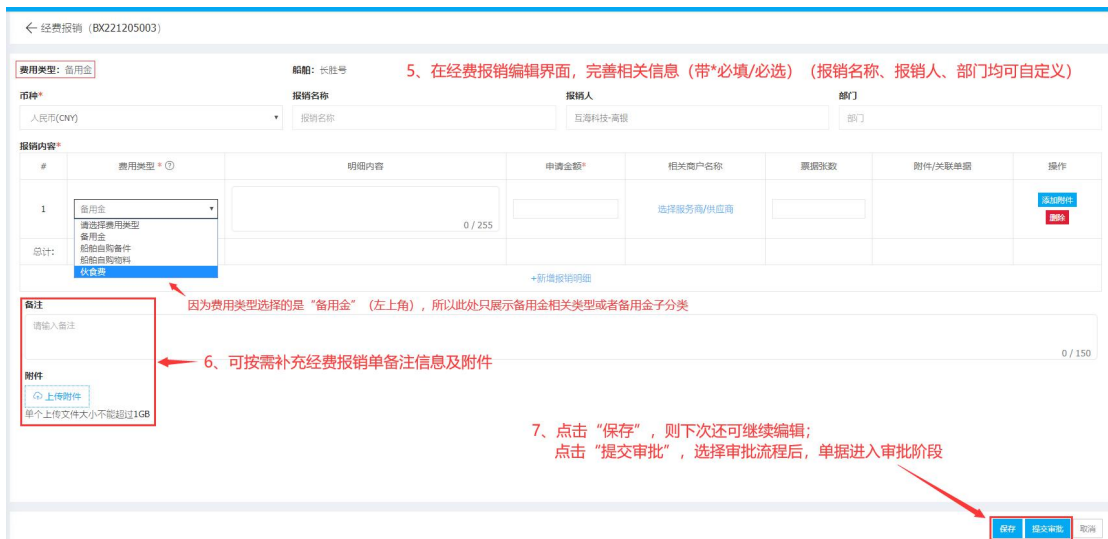 ← 经费报销（BX221205003）
费用类型：备用金
船舶：长胜号
5、在经费报销编辑界面，完善相关信息（带*必填/必选）（报销名称、报销人、部门均可自定义）
币种*
报销名称
报销人
部门
人民币(CNY)
报销名称
互海科技-高银
部门
报销内容*
# 费用类型 * ? 明细内容 申请金额* 相关商户名称 票据张数 附件/关联单据 操作
1 备用金 0 / 255 选择服务商/供应商 添加附件
删除
请选择费用类型
备用金
船舶自购备件
船舶自购物料
伙食费
总计：
+新增报销明细
因为费用类型选择的是“备用金”（左上角），所以此处只展示备用金相关类型或者备用金子分类
备注
请输入备注
0 / 150
6、可按需补充经费报销单备注信息及附件
附件
上传附件
单个上传文件大小不能超过1GB
7、点击“保存”，则下次还可继续编辑；
点击“提交审批”，选择审批流程后，单据进入审批阶段
保存 提交审批 取消